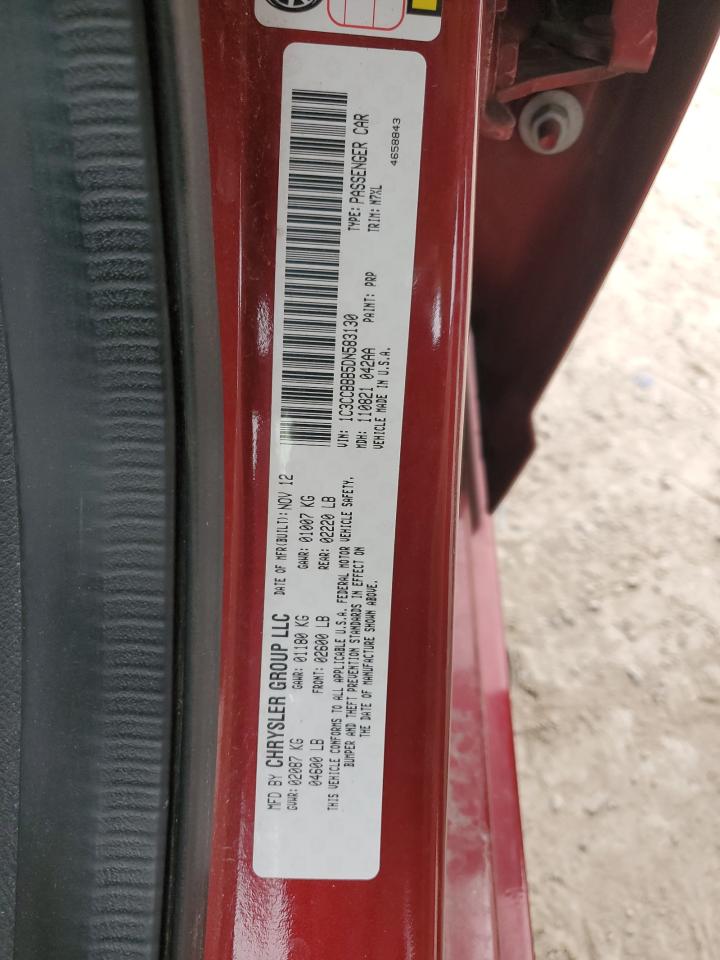 MFD BY CHRYSLER GROUP LLC DATE OF MFR(BUILT): NOV 12
GVWR: 02087 KG GAWR: 01180 KG GAWR: 01007 KG
04600 LB FRONT: 02600 LB REAR: 02220 LB
THIS VEHICLE CONFORMS TO ALL APPLICABLE U.S.A. FEDERAL MOTOR VEHICLE SAFETY,
BUMPER AND THEFT PREVENTION STANDARDS IN EFFECT ON
THE DATE OF MANUFACTURE SHOWN ABOVE.
VIN: 1C3CCBBB5DN583130 TYPE: PASSENGER CAR
MDH: 110821 042AA PAINT: PRP TRIM: M7XL
VEHICLE MADE IN U.S.A. 4658843